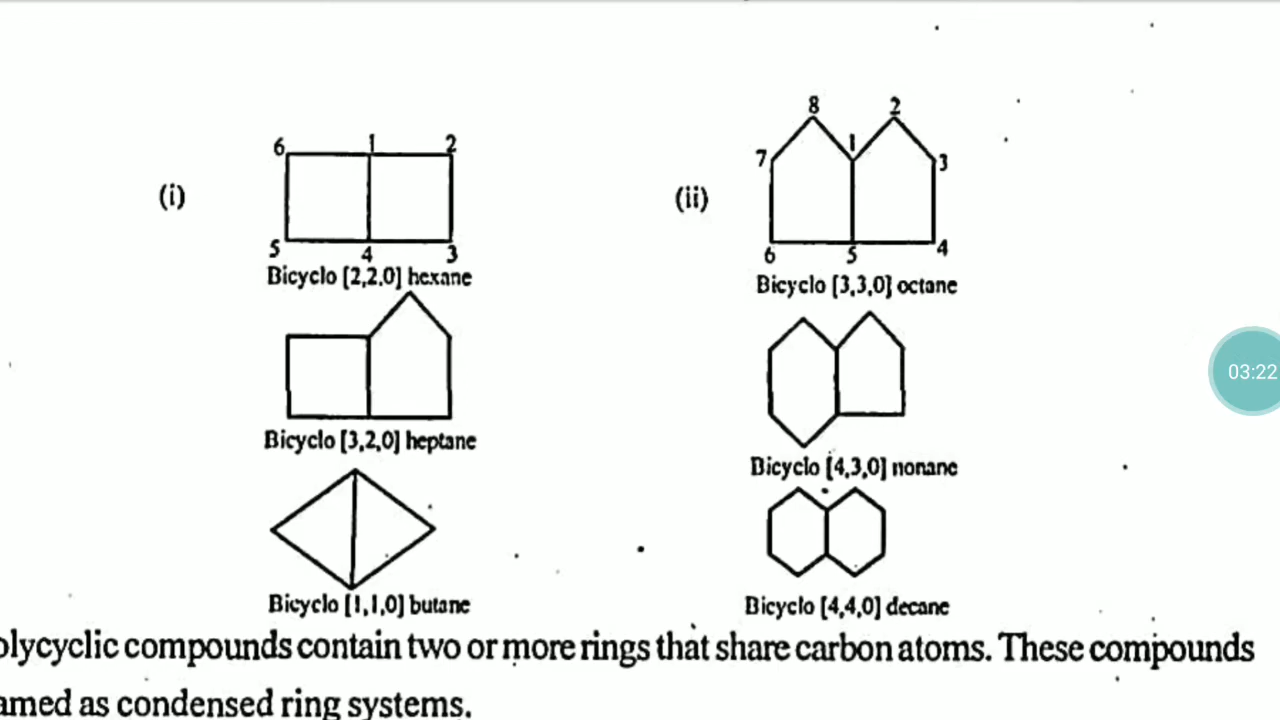 6 1 2
(i)
5 4 3
Bicyclo [2,2,0] hexane
8 2
7 1 3
(ii)
6 5 4
Bicyclo [3,3,0] octane
Bicyclo [3,2,0] heptane
Bicyclo [4,3,0] nonane
Bicyclo [1,1,0] butane
Bicyclo [4,4,0] decane
03:22
olycyclic compounds contain two or more rings that share carbon atoms. These compounds
amed as condensed ring systems.